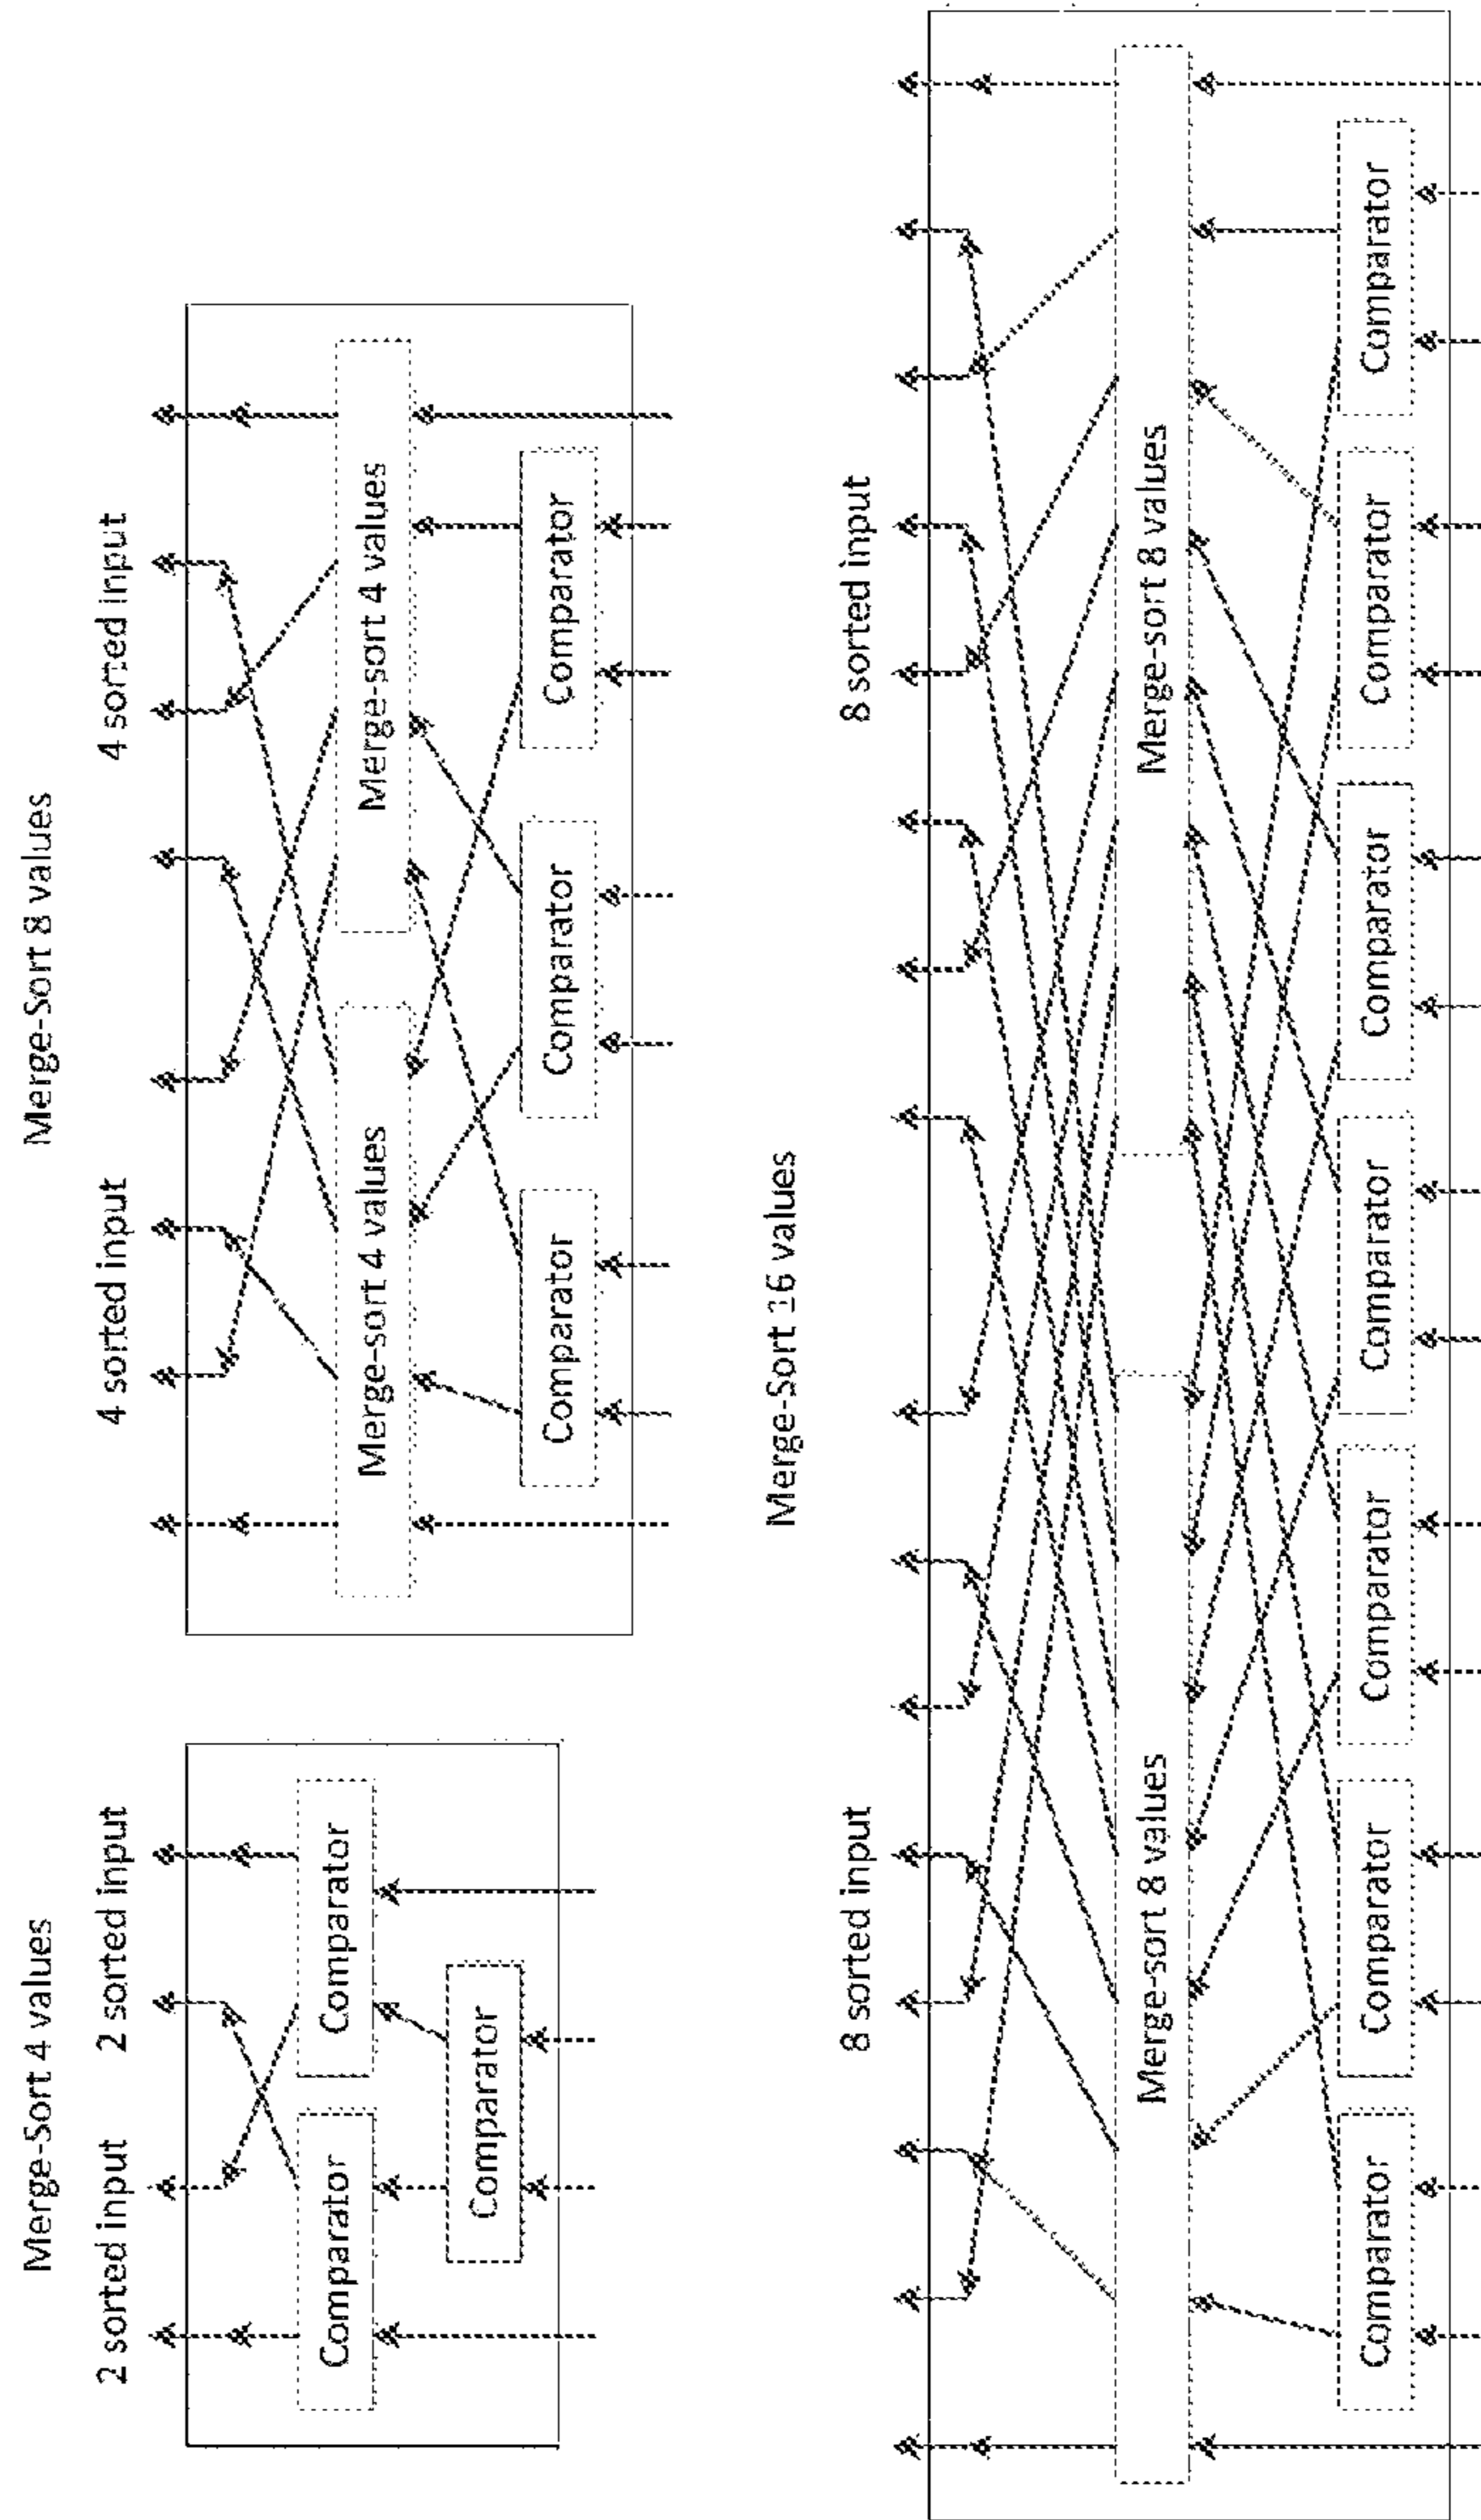 Merge-Sort 4 values
2 sorted input
2 sorted input
Comparator
Comparator
Comparator
Merge-Sort 8 values
4 sorted input
4 sorted input
Merge-sort 4 values
Merge-sort 4 values
Comparator
Comparator
Comparator
Merge-Sort 16 values
8 sorted input
8 sorted input
Merge-sort 8 values
Merge-sort 8 values
Comparator
Comparator
Comparator
Comparator
Comparator
Comparator
Comparator